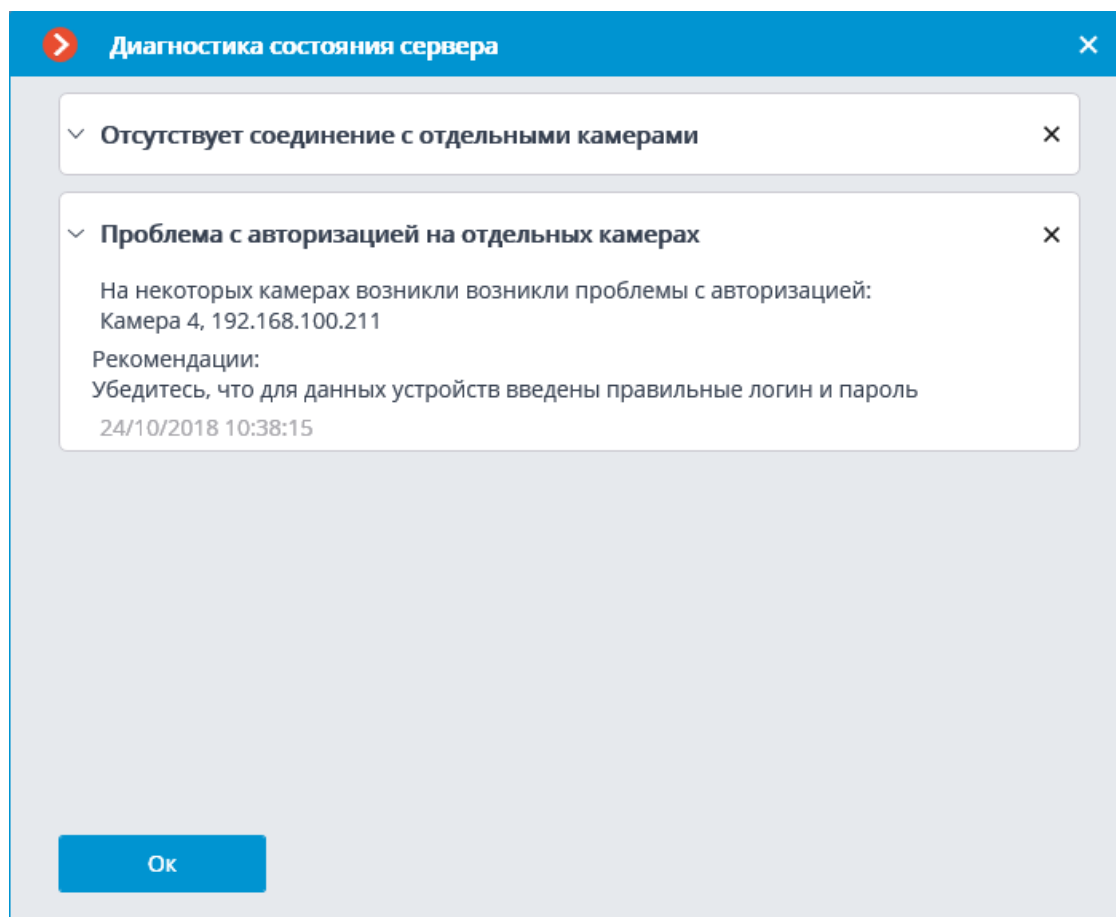 Диагностика состояния сервера
Отсутствует соединение с отдельными камерами
Проблема с авторизацией на отдельных камерах
На некоторых камерах возникли возникли проблемы с авторизацией:
Камера 4, 192.168.100.211
Рекомендации:
Убедитесь, что для данных устройств введены правильные логин и пароль
24/10/2018 10:38:15
Ок